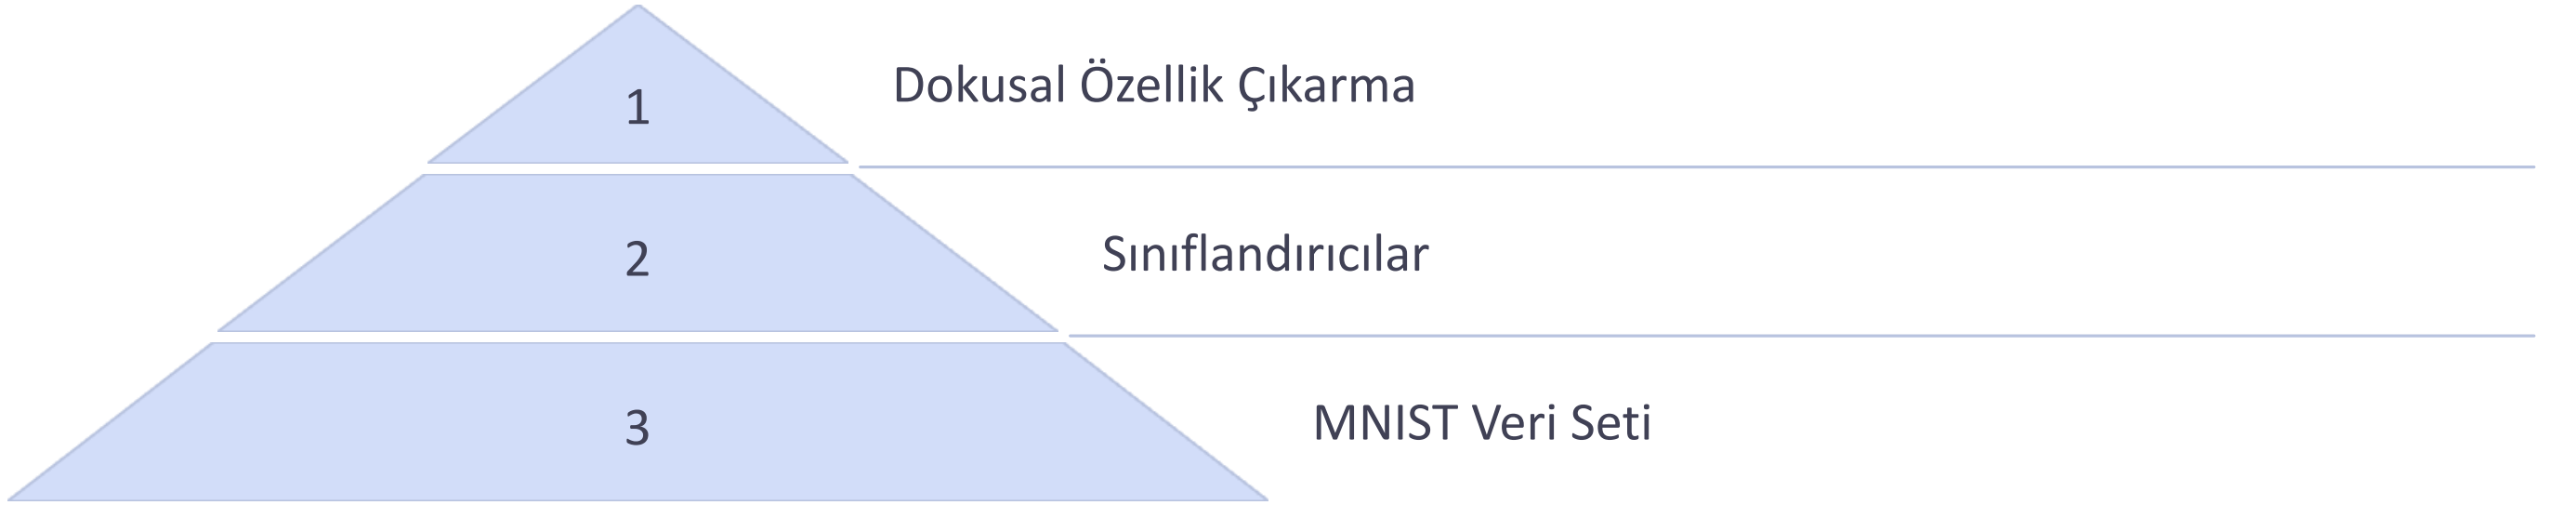 1
Dokusal Özellik Çıkarma
2
Sınıflandırıcılar
3
MNIST Veri Seti